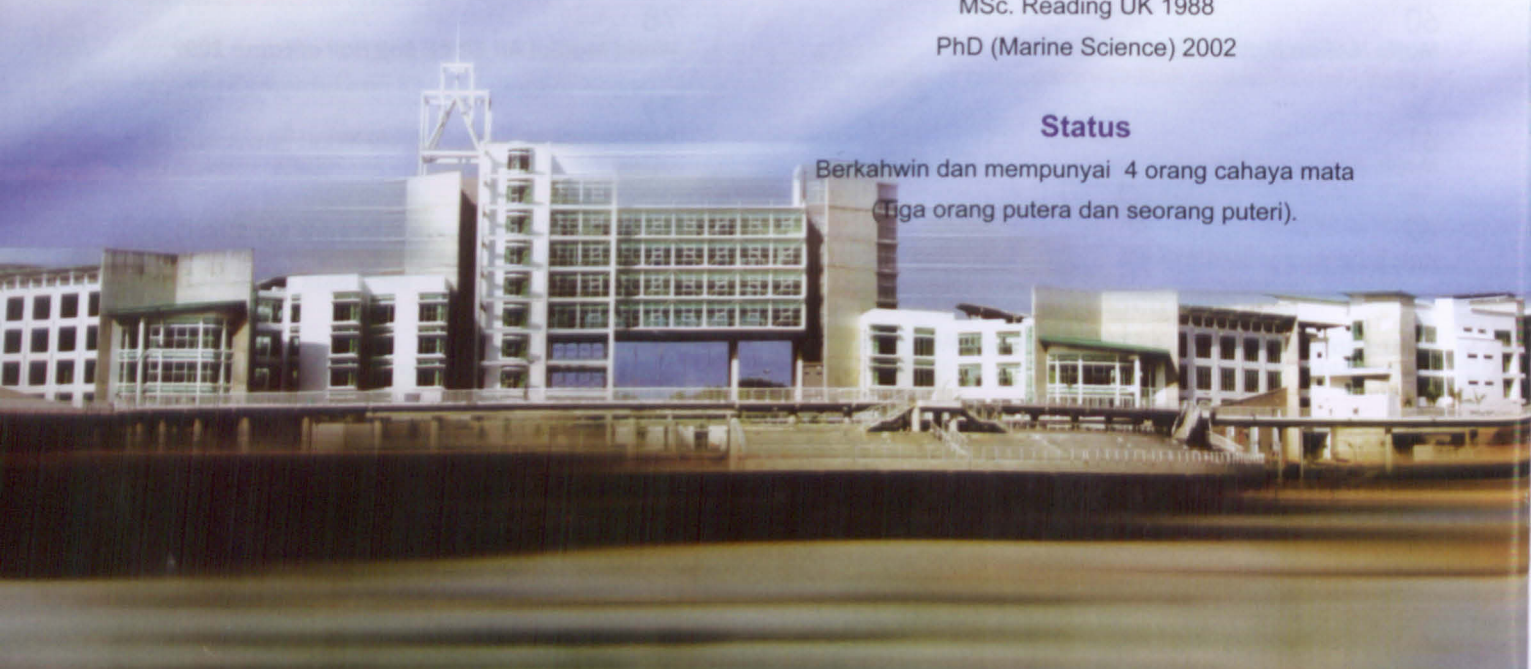 MSc. Reading UK 1988
PhD (Marine Science) 2002
Status
Berkahwin dan mempunyai 4 orang cahaya mata
(Tiga orang putera dan seorang puteri).